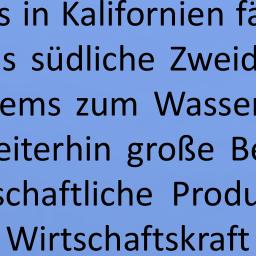 s in Kalifornien fä
s südliche Zweid
ems zum Wasser
eiterhin große Be
schaftliche Produ
Wirtschaftskraft